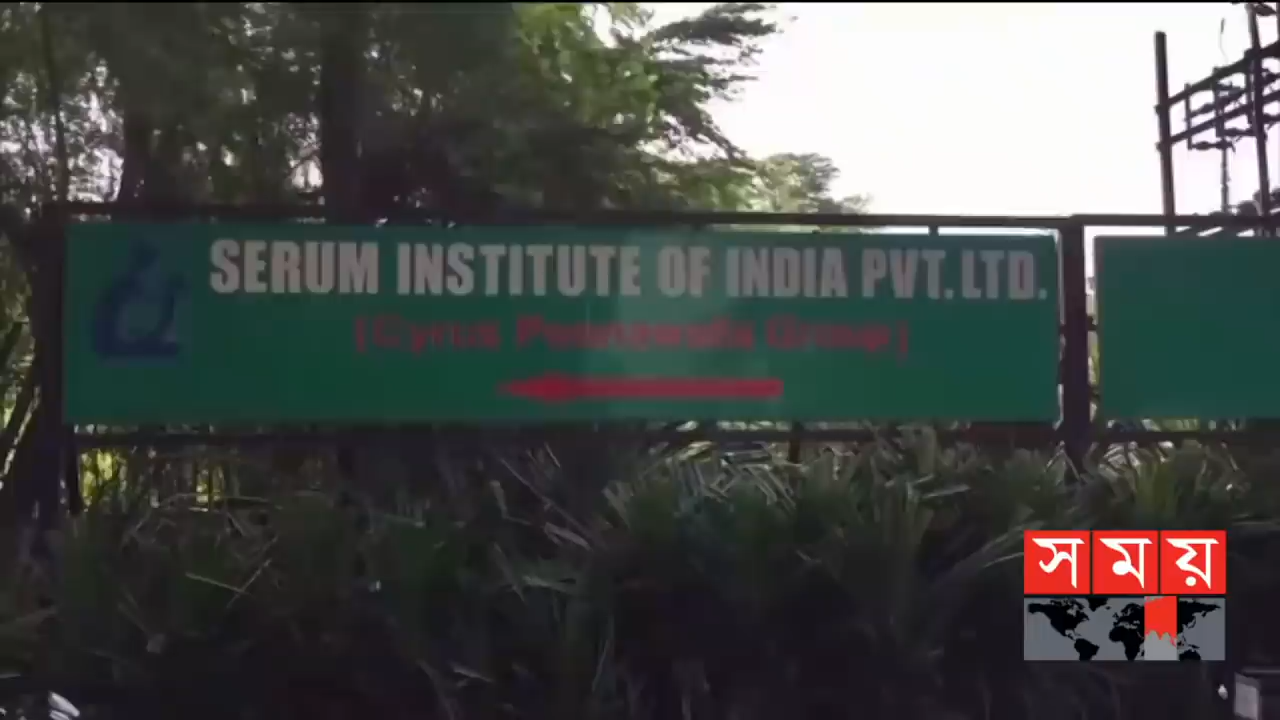 SERUM INSTITUTE OF INDIA PVT. LTD.
(Cyrus Poonawalla Group)
সময়